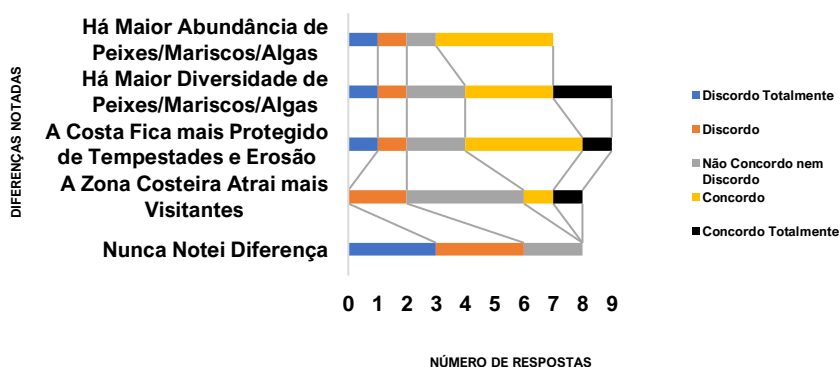 Há Maior Abundância de
Peixes/Mariscos/Algas
Há Maior Diversidade de
Peixes/Mariscos/Algas
A Costa Fica mais Protegido
de Tempestades e Erosão
A Zona Costeira Atrai mais
Visitantes
Nunca Notei Diferença
DIFERENÇAS NOTADAS
0 1 2 3 4 5 6 7 8 9
NÚMERO DE RESPOSTAS
Discordo Totalmente
Discordo
Não Concordo nem
Discordo
Concordo
Concordo Totalmente